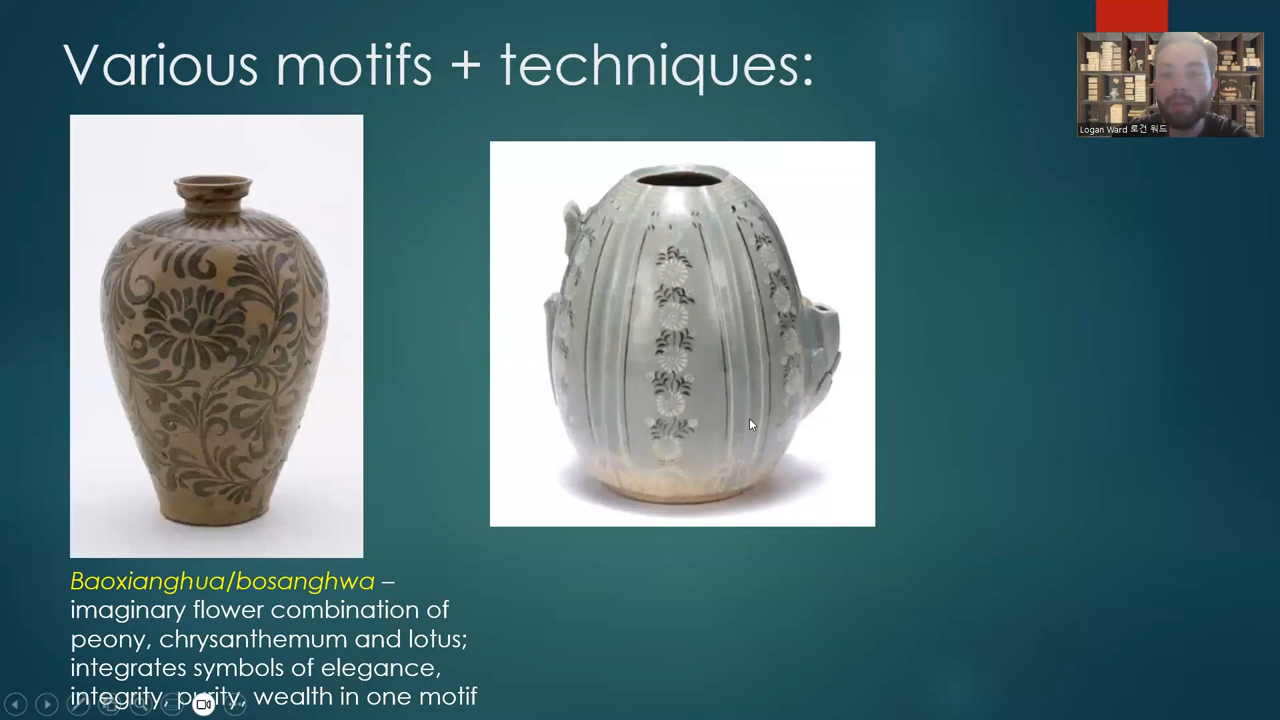 Various motifs + techniques:
Logan Ward 로건 워드
Baoxianghua/bosanghwa –
imaginary flower combination of
peony, chrysanthemum and lotus;
integrates symbols of elegance,
integrity, purity, wealth in one motif